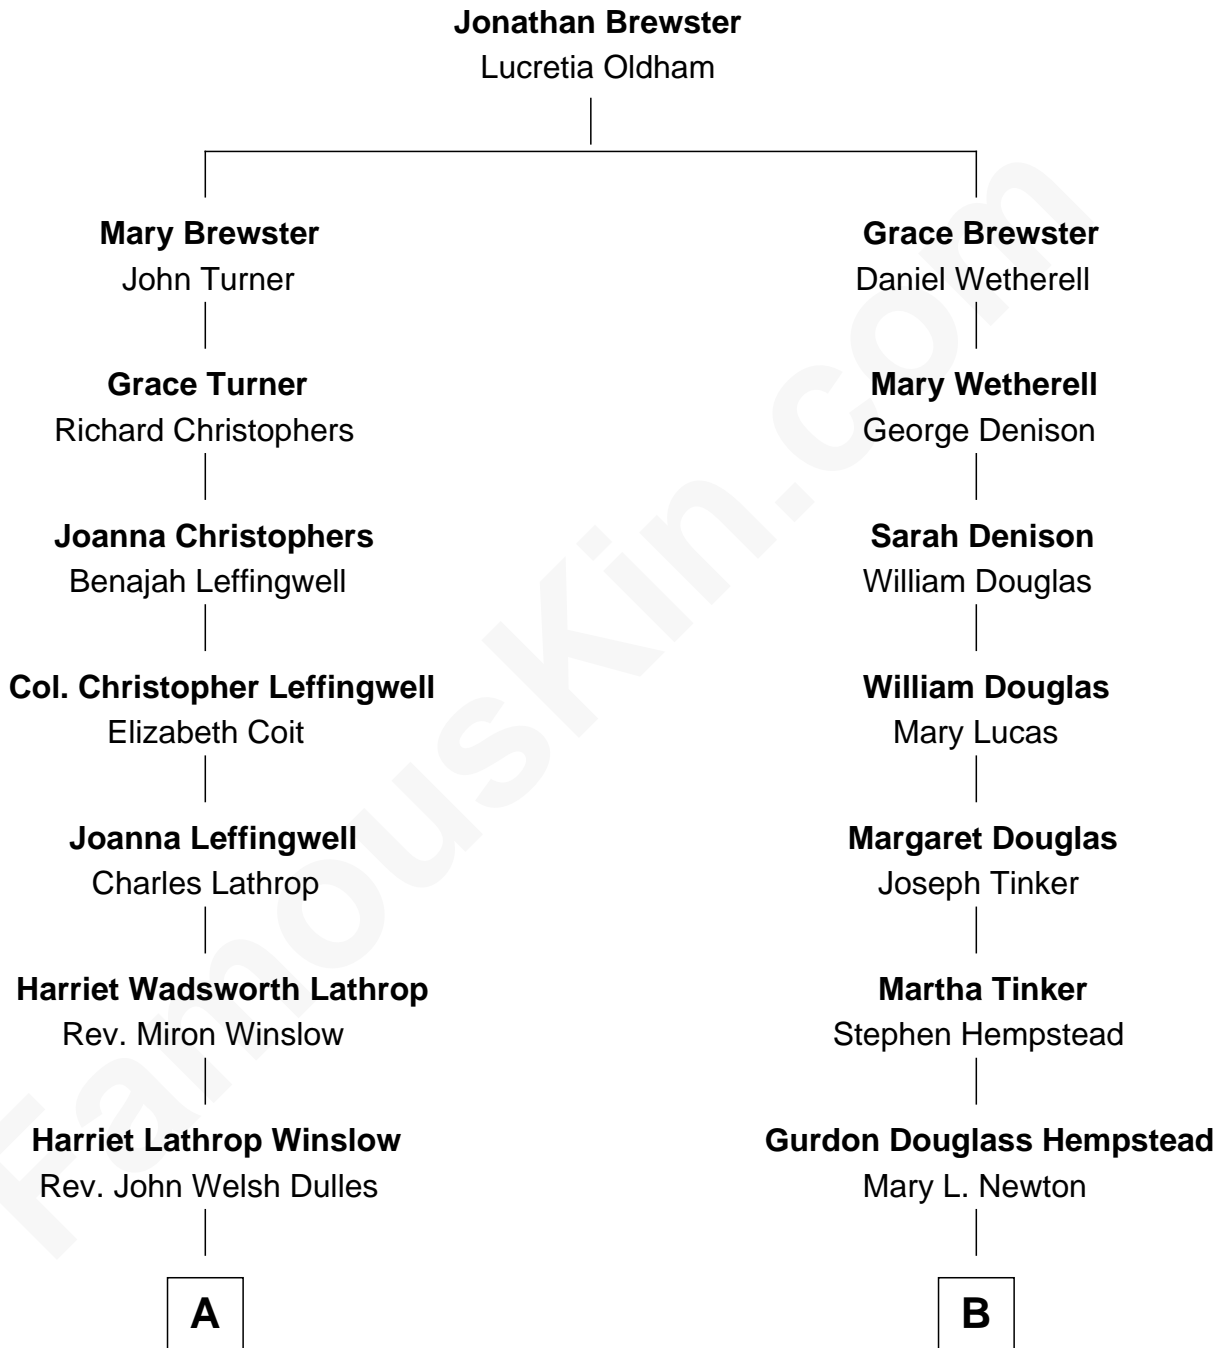 Jonathan Brewster
Lucretia Oldham
Mary Brewster
John Turner
Grace Brewster
Daniel Wetherell
Grace Turner
Richard Christophers
Mary Wetherell
George Denison
Joanna Christophers
Benajah Leffingwell
Sarah Denison
William Douglas
Col. Christopher Leffingwell
Elizabeth Coit
William Douglas
Mary Lucas
Joanna Leffingwell
Charles Lathrop
Margaret Douglas
Joseph Tinker
Harriet Wadsworth Lathrop
Rev. Miron Winslow
Martha Tinker
Stephen Hempstead
Harriet Lathrop Winslow
Rev. John Welsh Dulles
Gurdon Douglass Hempstead
Mary L. Newton
A
B
FamousKin.com